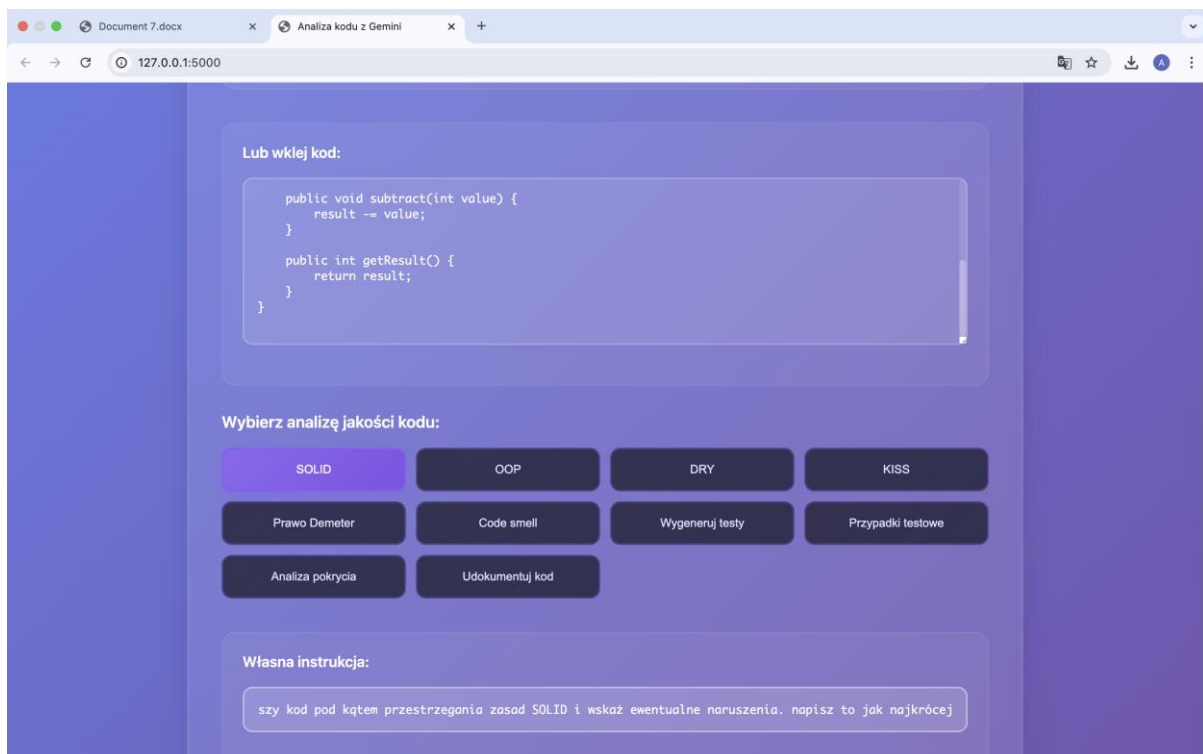 Document 7.docx
Analiza kodu z Gemini
127.0.0.1:5000
A
Lub wklej kod:
public void subtract(int value) {
result -= value;
}
public int getResult() {
return result;
}
}
Wybierz analizę jakości kodu:
SOLID OOP DRY KISS
Prawo Demeter Code smell Wygeneruj testy Przypadki testowe
Analiza pokrycia Udokumentuj kod
Własna instrukcja:
szy kod pod kątem przestrzegania zasad SOLID i wskaż ewentualne naruszenia. napisz to jak najkrócej